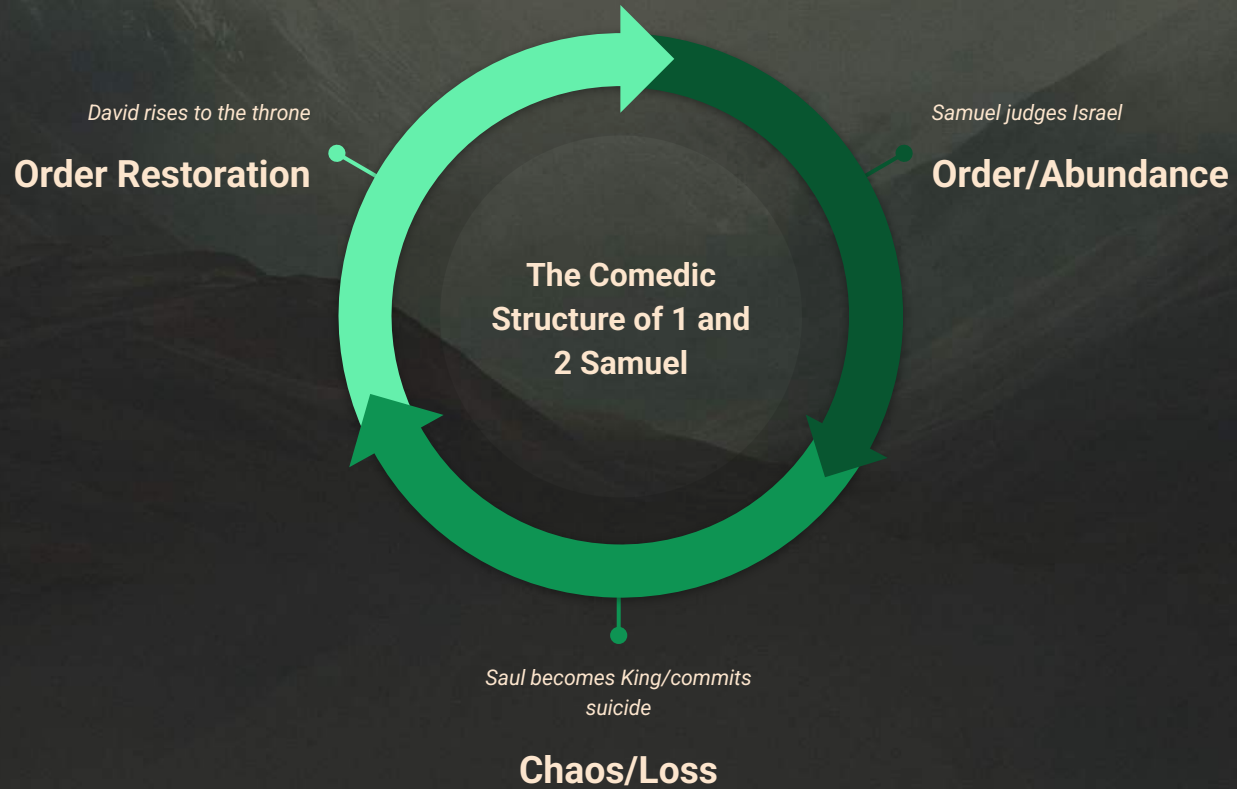 David rises to the throne
Order Restoration
Samuel judges Israel
Order/Abundance
The Comedic
Structure of 1 and
2 Samuel
Saul becomes King/commits
suicide
Chaos/Loss